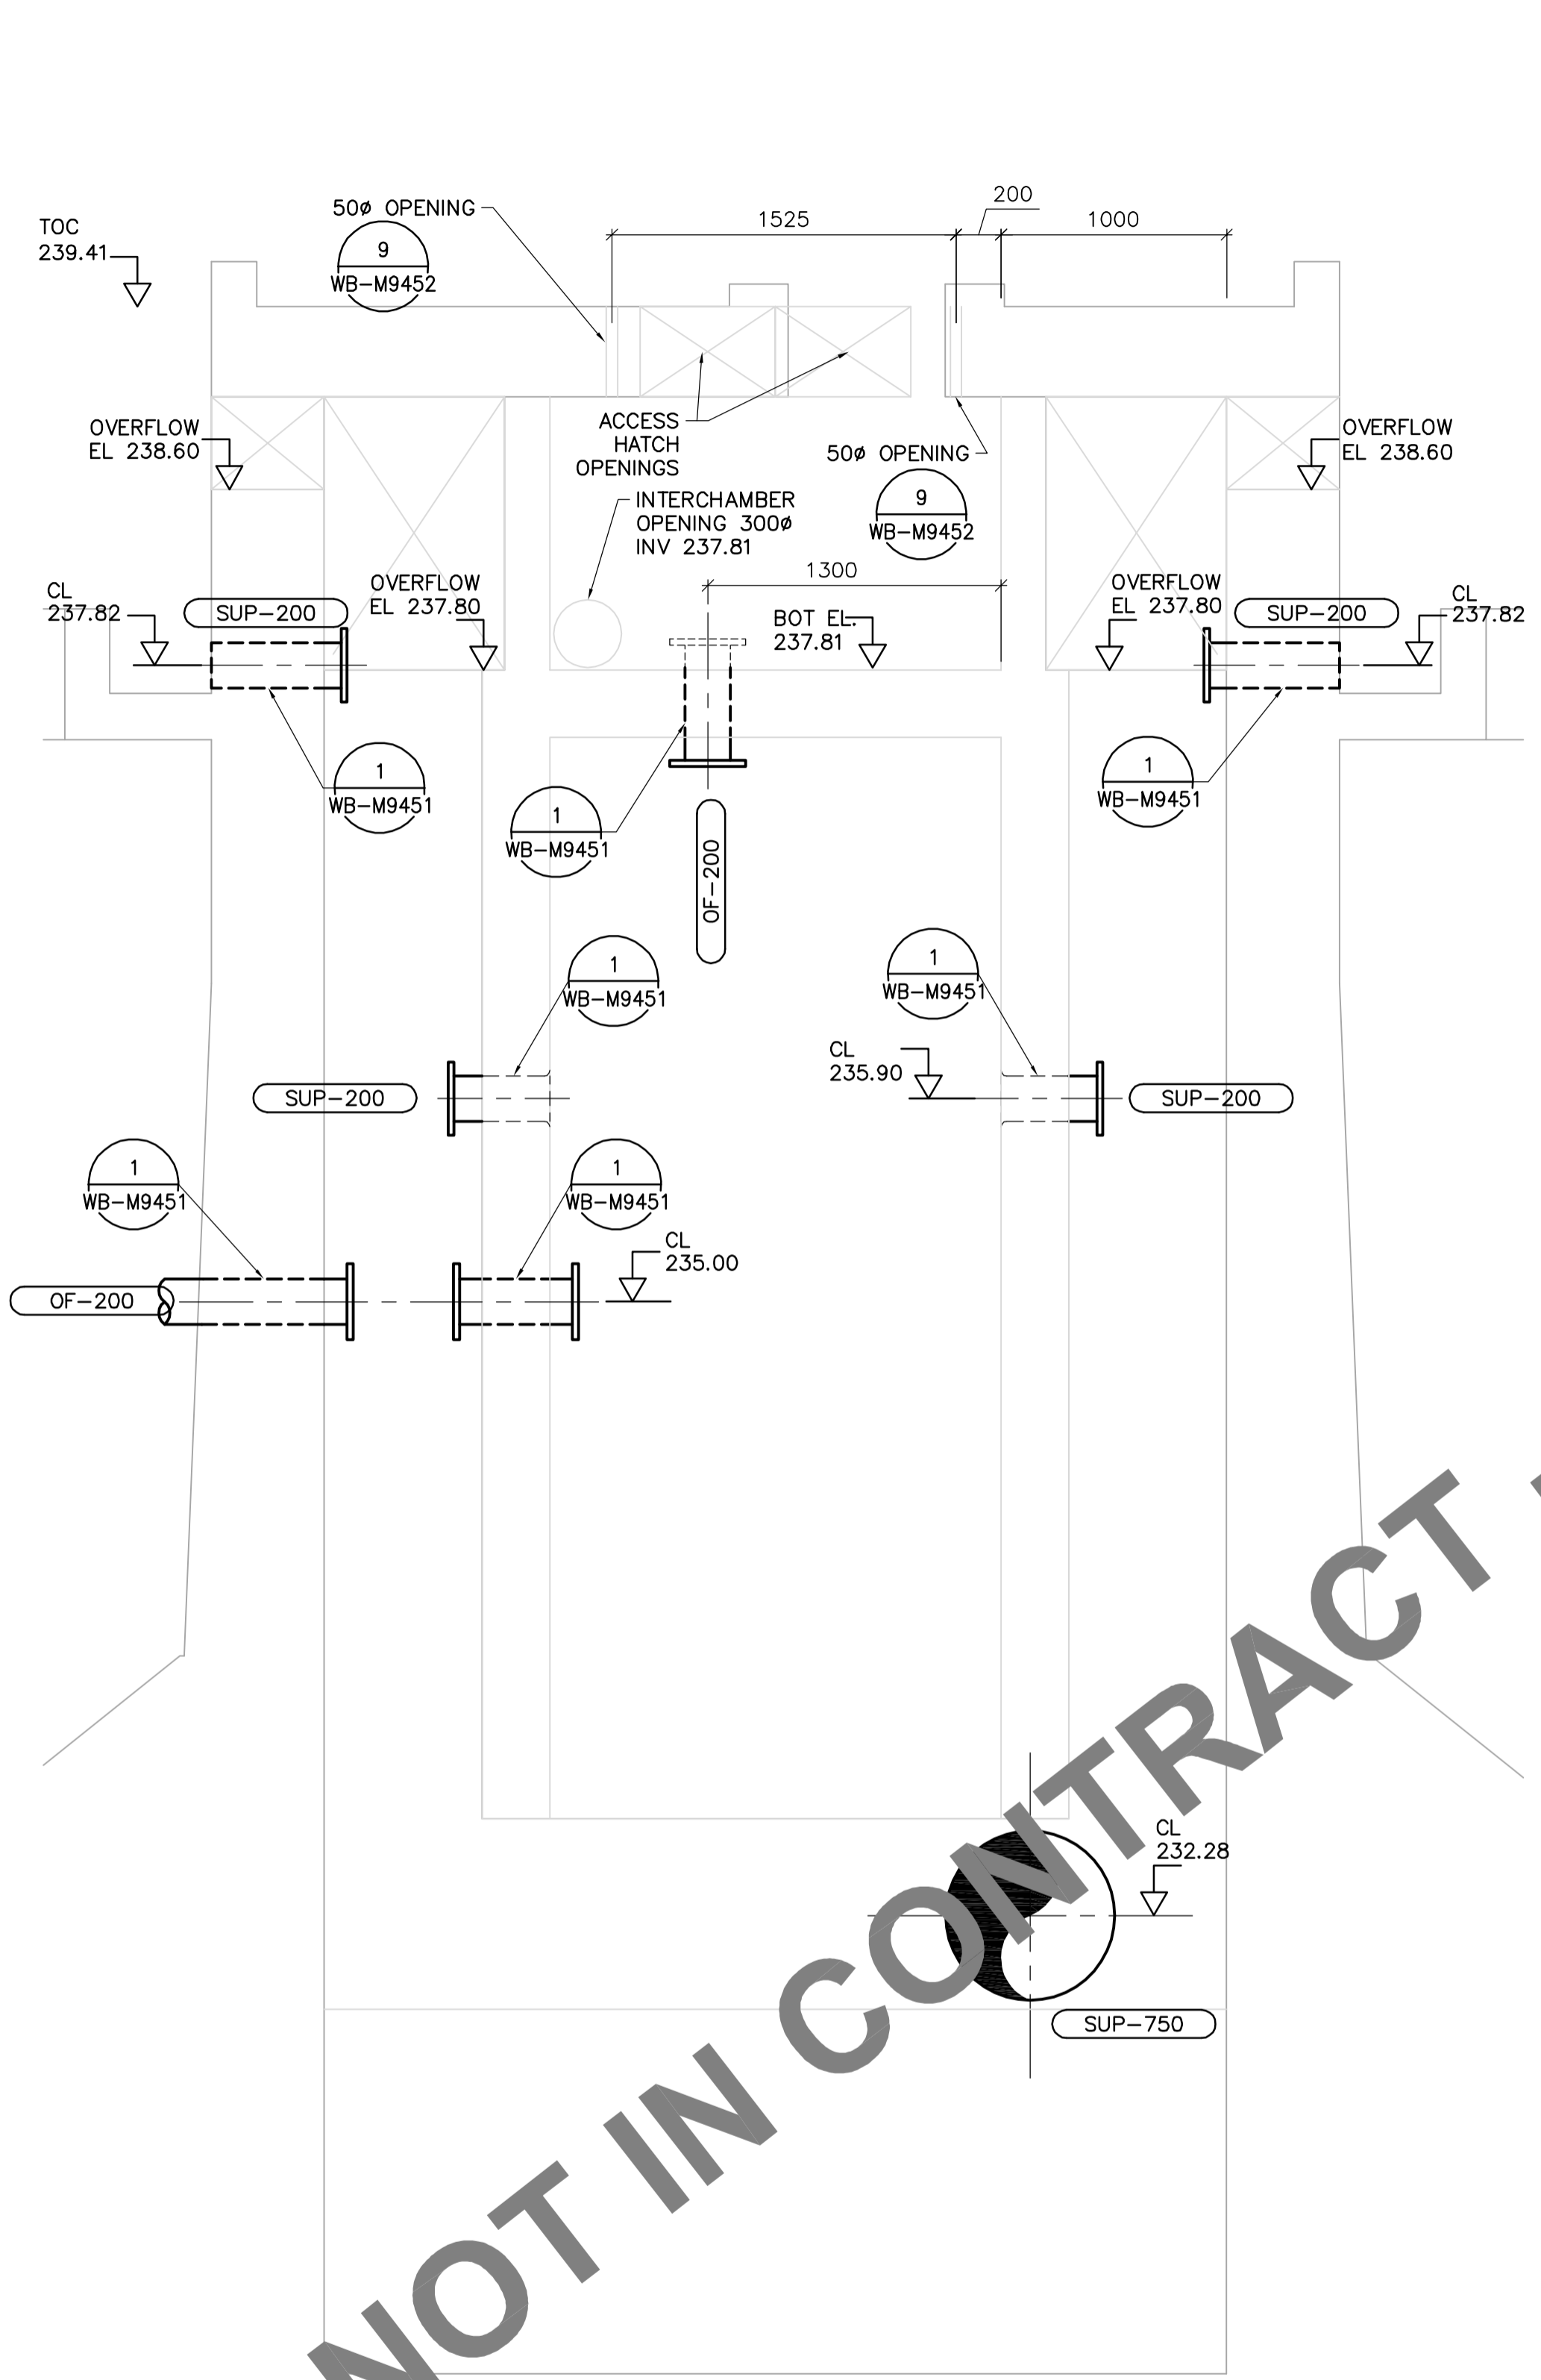 TOC
239.41
50ø OPENING
9
WB-M9452
1525
200
1000
OVERFLOW
EL 238.60
ACCESS
HATCH
OPENINGS
50ø OPENING
9
WB-M9452
OVERFLOW
EL 238.60
INTERCHAMBER
OPENING 300ø
INV 237.81
1300
CL
237.82
SUP-200
OVERFLOW
EL 237.80
BOT EL.
237.81
OVERFLOW
EL 237.80
SUP-200
CL
237.82
1
WB-M9451
1
WB-M9451
1
WB-M9451
OF-200
1
WB-M9451
1
WB-M9451
SUP-200
CL
235.90
SUP-200
1
WB-M9451
1
WB-M9451
CL
235.00
OF-200
CL
232.28
SUP-750
NOT IN CONTRACT